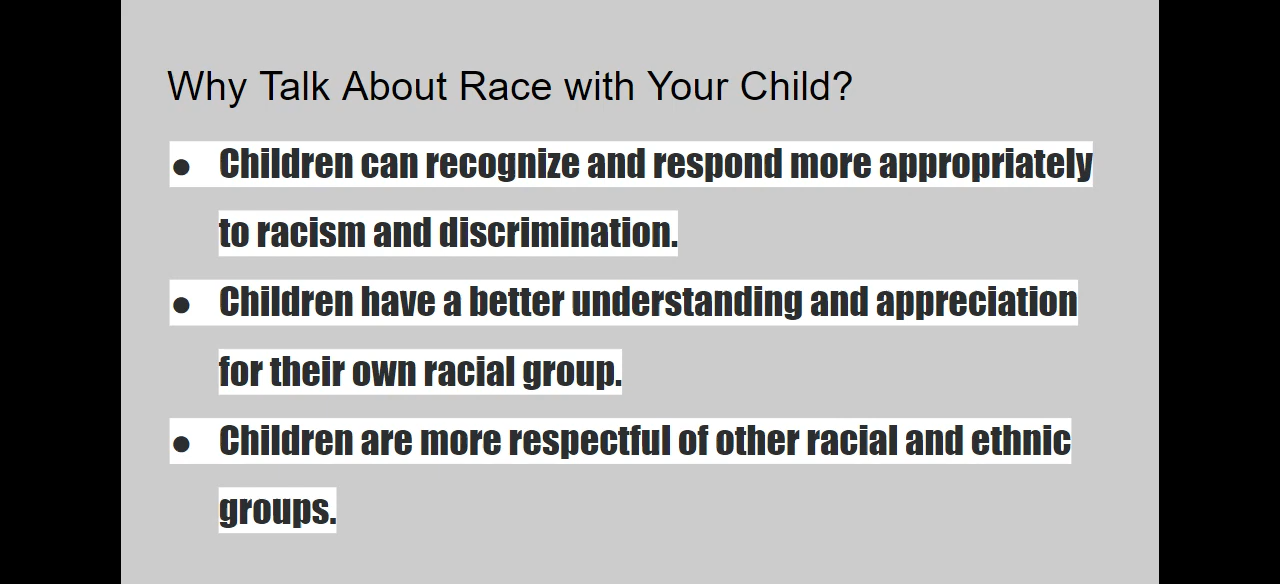 Why Talk About Race with Your Child?
● Children can recognize and respond more appropriately
to racism and discrimination.
● Children have a better understanding and appreciation
for their own racial group.
● Children are more respectful of other racial and ethnic
groups.